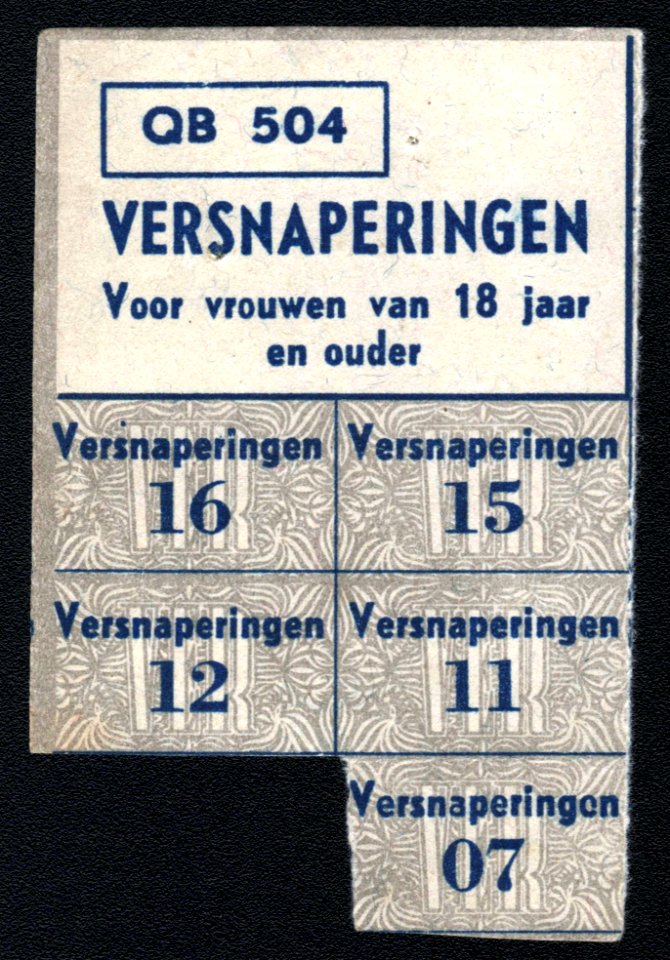 QB 504
VERSNAPERINGEN
Voor vrouwen van 18 jaar
en ouder
Versnaperingen
16
Versnaperingen
15
Versnaperingen
12
Versnaperingen
11
Versnaperingen
07